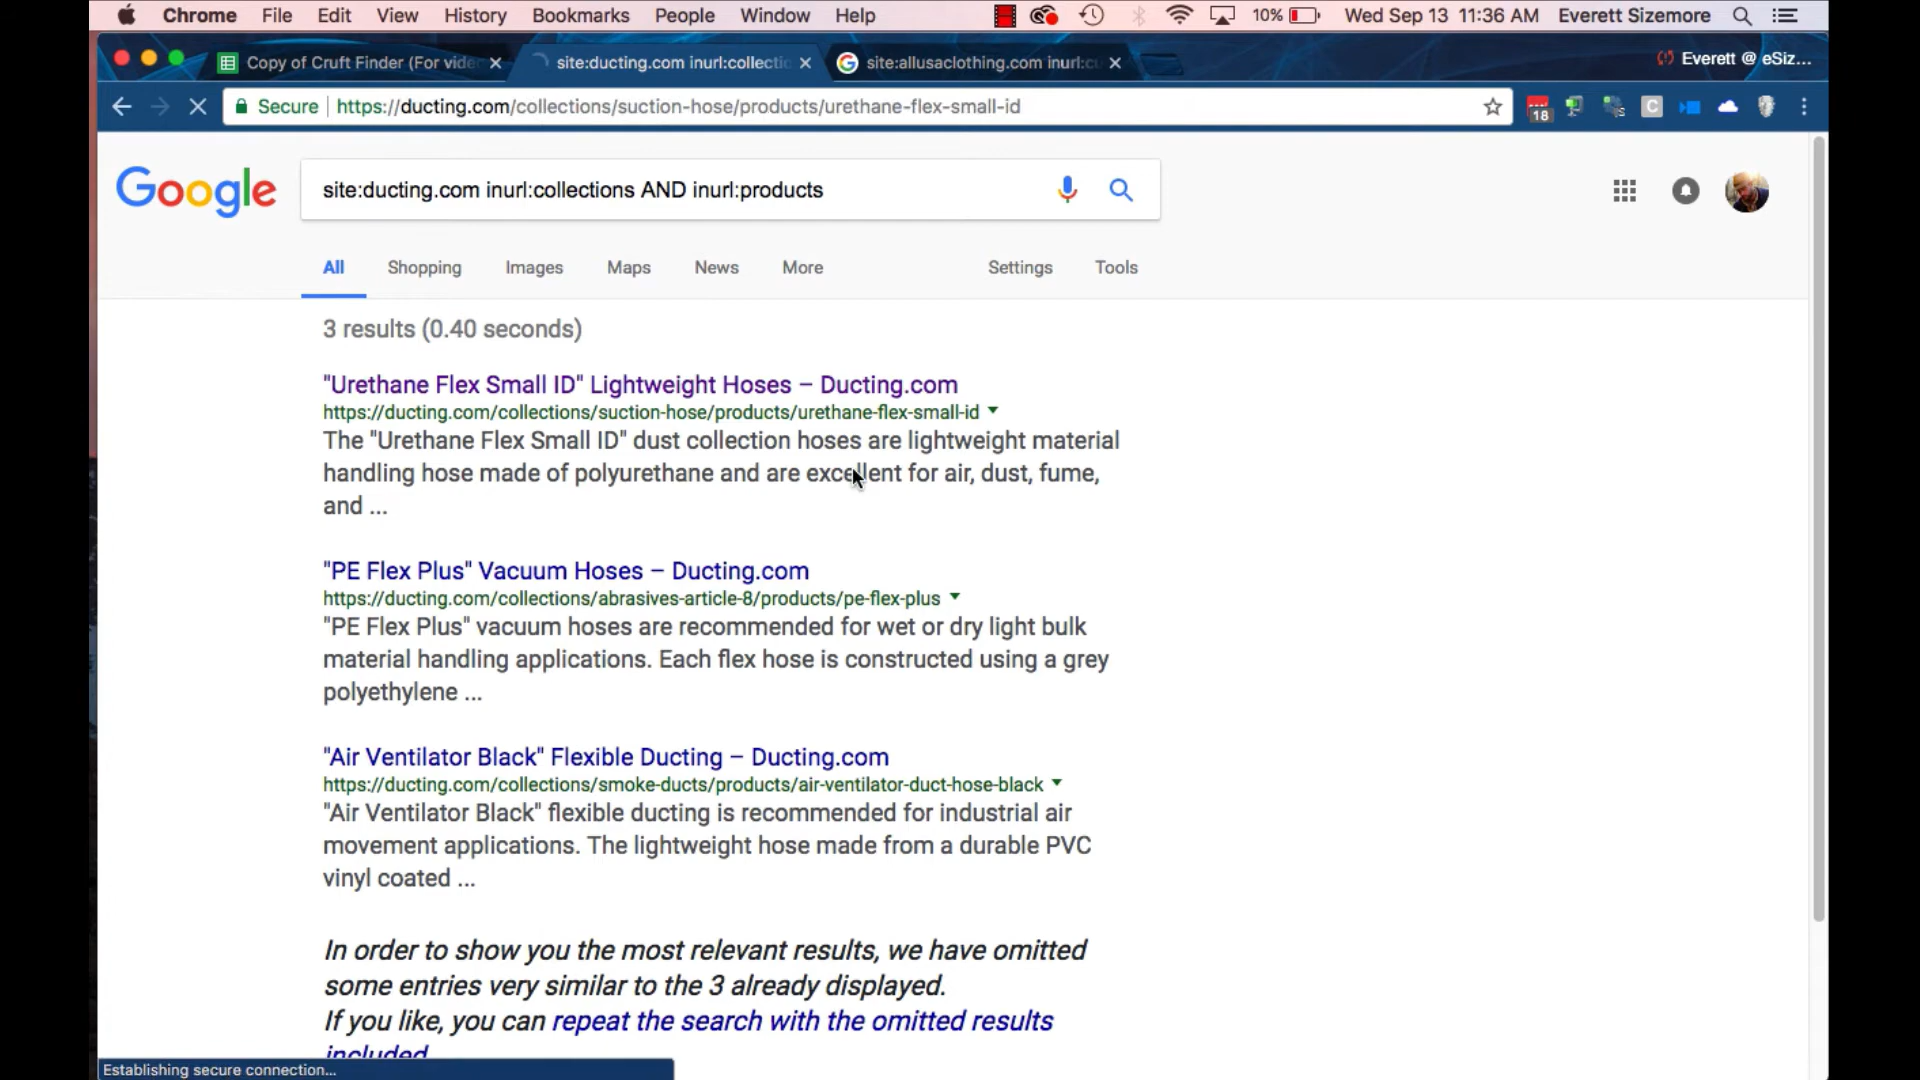 Chrome File Edit View History Bookmarks People Window Help 10% Wed Sep 13 11:36 AM Everett Sizemore
Copy of Cruft Finder (For vide site:ducting.com inurl:collectio site:allusaclothing.com inurl:cu Everett @ eSiz...
Secure https://ducting.com/collections/suction-hose/products/urethane-flex-small-id C 18
Google site:ducting.com inurl:collections AND inurl:products
All Shopping Images Maps News More Settings Tools
3 results (0.40 seconds)
"Urethane Flex Small ID" Lightweight Hoses – Ducting.com
https://ducting.com/collections/suction-hose/products/urethane-flex-small-id
The "Urethane Flex Small ID" dust collection hoses are lightweight material
handling hose made of polyurethane and are excellent for air, dust, fume,
and ...
"PE Flex Plus" Vacuum Hoses – Ducting.com
https://ducting.com/collections/abrasives-article-8/products/pe-flex-plus
"PE Flex Plus" vacuum hoses are recommended for wet or dry light bulk
material handling applications. Each flex hose is constructed using a grey
polyethylene ...
"Air Ventilator Black" Flexible Ducting – Ducting.com
https://ducting.com/collections/smoke-ducts/products/air-ventilator-duct-hose-black
"Air Ventilator Black" flexible ducting is recommended for industrial air
movement applications. The lightweight hose made from a durable PVC
vinyl coated ...
In order to show you the most relevant results, we have omitted
some entries very similar to the 3 already displayed.
If you like, you can repeat the search with the omitted results
included
Establishing secure connection...